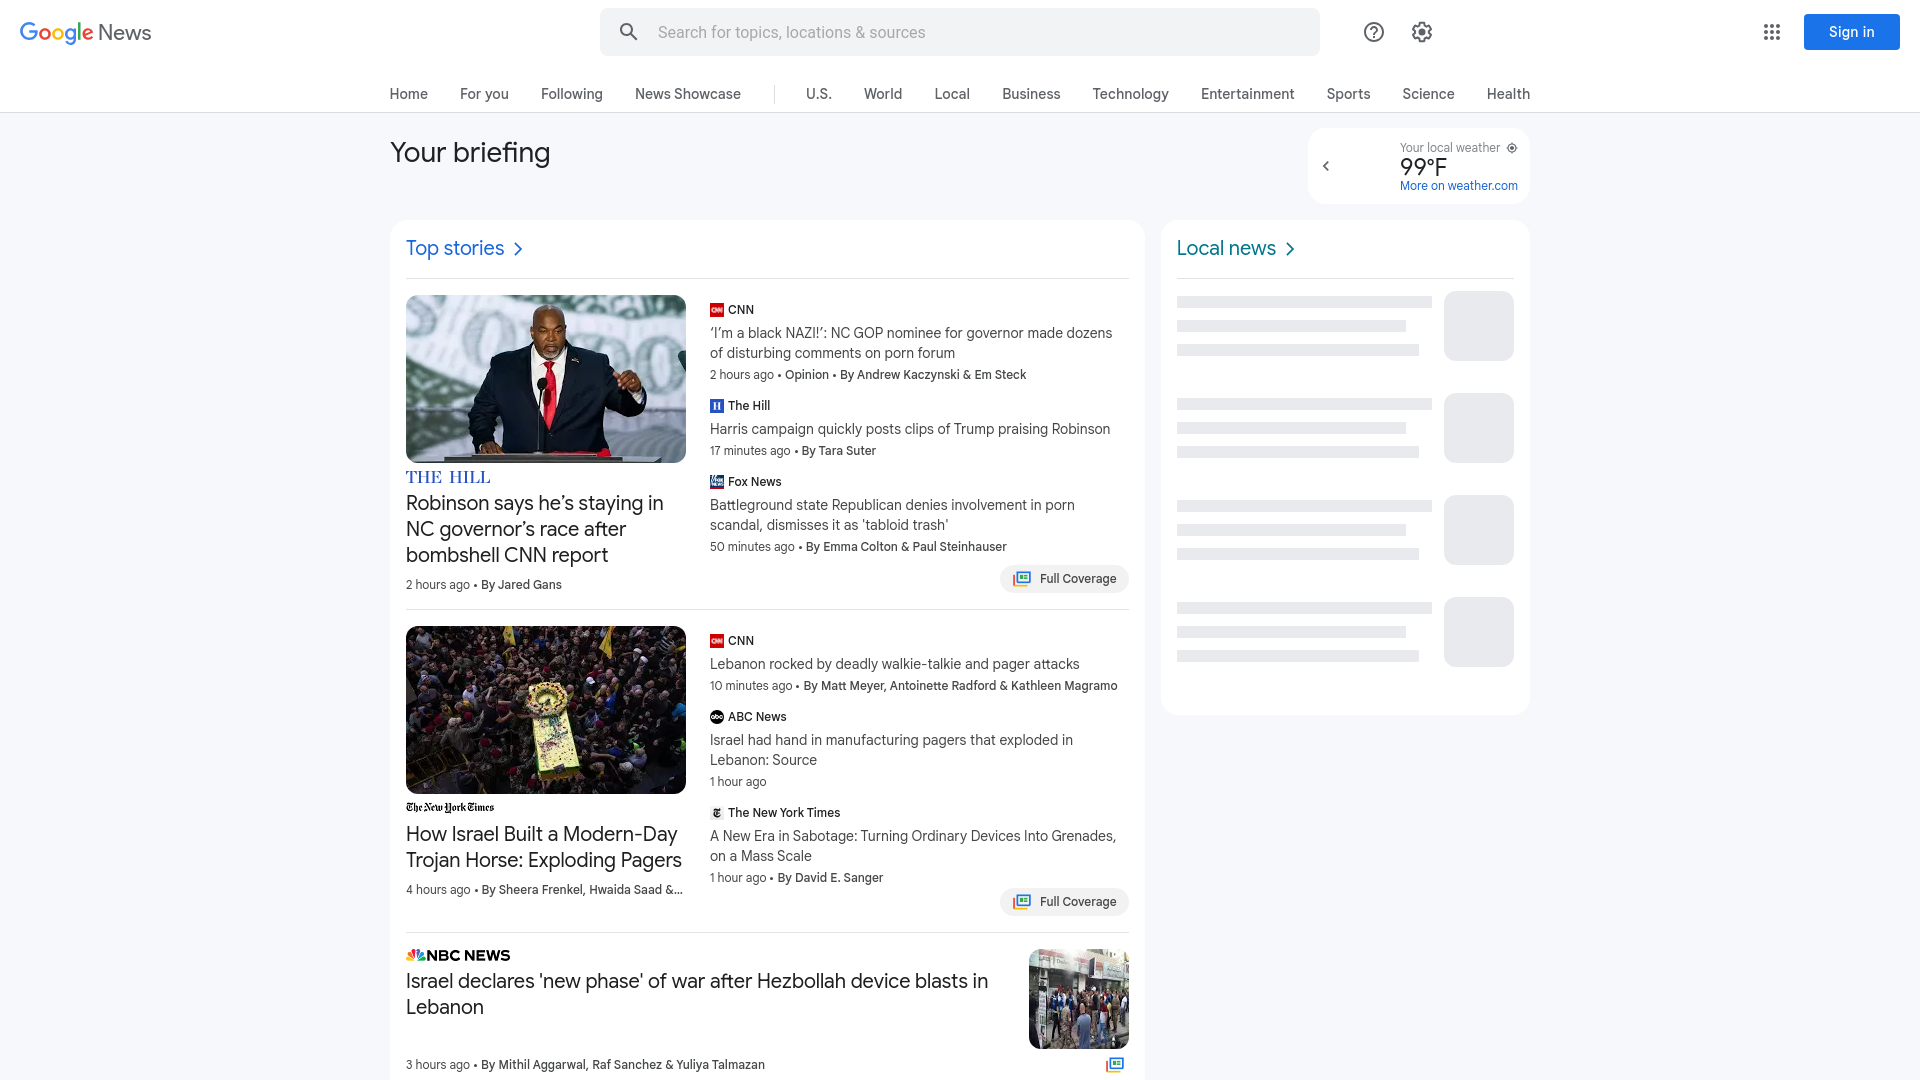 Google News
Search for topics, locations & sources
Sign in
Home
For you
Following
News Showcase
U.S.
World
Local
Business
Technology
Entertainment
Sports
Science
Health
Your briefing
Your local weather
99°F
More on weather.com
Top stories
THE HILL
Robinson says he’s staying in
NC governor’s race after
bombshell CNN report
2 hours ago • By Jared Gans
CNN
‘I’m a black NAZI!’: NC GOP nominee for governor made dozens
of disturbing comments on porn forum
2 hours ago • Opinion • By Andrew Kaczynski & Em Steck
The Hill
Harris campaign quickly posts clips of Trump praising Robinson
17 minutes ago • By Tara Suter
Fox News
Battleground state Republican denies involvement in porn
scandal, dismisses it as 'tabloid trash'
50 minutes ago • By Emma Colton & Paul Steinhauser
Full Coverage
The New York Times
How Israel Built a Modern-Day
Trojan Horse: Exploding Pagers
4 hours ago • By Sheera Frenkel, Hwaida Saad &...
CNN
Lebanon rocked by deadly walkie-talkie and pager attacks
10 minutes ago • By Matt Meyer, Antoinette Radford & Kathleen Magramo
ABC News
Israel had hand in manufacturing pagers that exploded in
Lebanon: Source
1 hour ago
The New York Times
A New Era in Sabotage: Turning Ordinary Devices Into Grenades,
on a Mass Scale
1 hour ago • By David E. Sanger
Full Coverage
NBC NEWS
Israel declares 'new phase' of war after Hezbollah device blasts in
Lebanon
3 hours ago • By Mithil Aggarwal, Raf Sanchez & Yuliya Talmazan
Local news